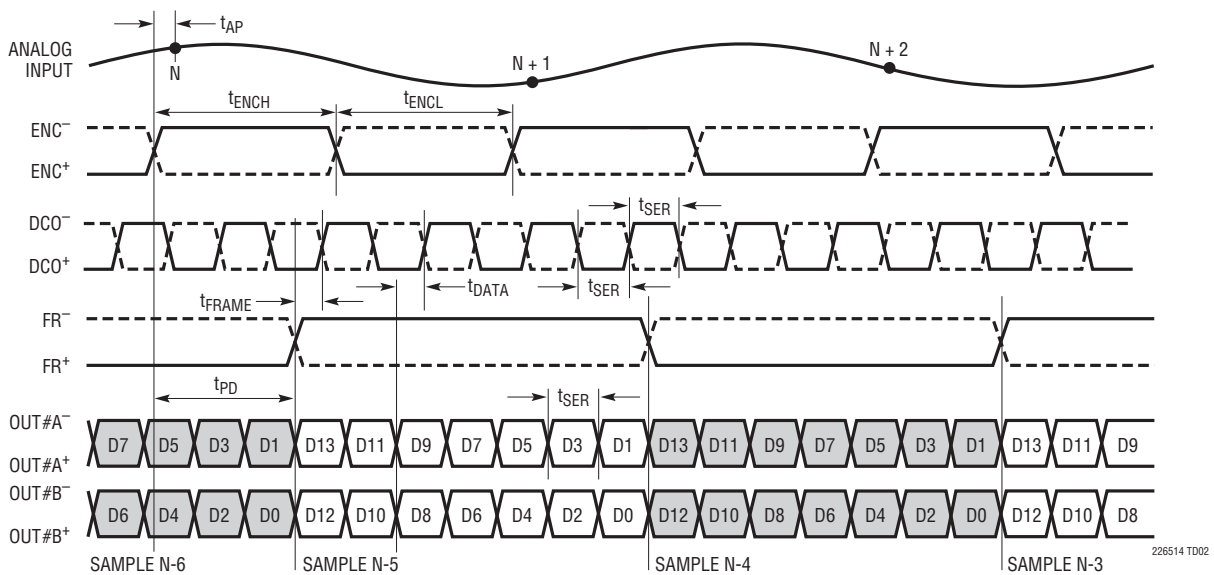 tAP
ANALOG
INPUT
N
N + 1
N + 2
tENCH
tENCL
ENC–
ENC+
DCO–
DCO+
tSER
tFRAME
tDATA
tSER
FR–
FR+
tPD
tSER
OUT#A–
OUT#A+
D7 D5 D3 D1 D13 D11 D9 D7 D5 D3 D1 D13 D11 D9 D7 D5 D3 D1 D13 D11 D9
OUT#B–
OUT#B+
D6 D4 D2 D0 D12 D10 D8 D6 D4 D2 D0 D12 D10 D8 D6 D4 D2 D0 D12 D10 D8
SAMPLE N-6 SAMPLE N-5 SAMPLE N-4 SAMPLE N-3
226514 TD02